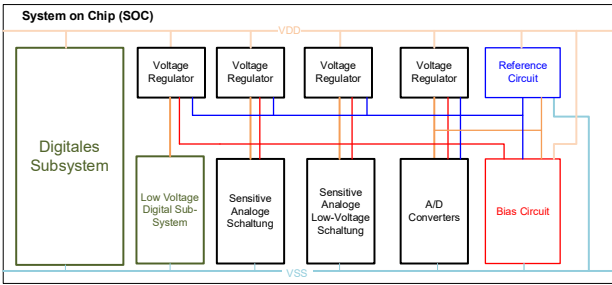 System on Chip (SOC)
VDD
Voltage
Regulator
Voltage
Regulator
Voltage
Regulator
Voltage
Regulator
Reference
Circuit
Digitales
Subsystem
Low Voltage
Digital Sub-
System
Sensitive
Analoge
Schaltung
Sensitive
Analoge
Low-Voltage
Schaltung
A/D
Converters
Bias Circuit
VSS